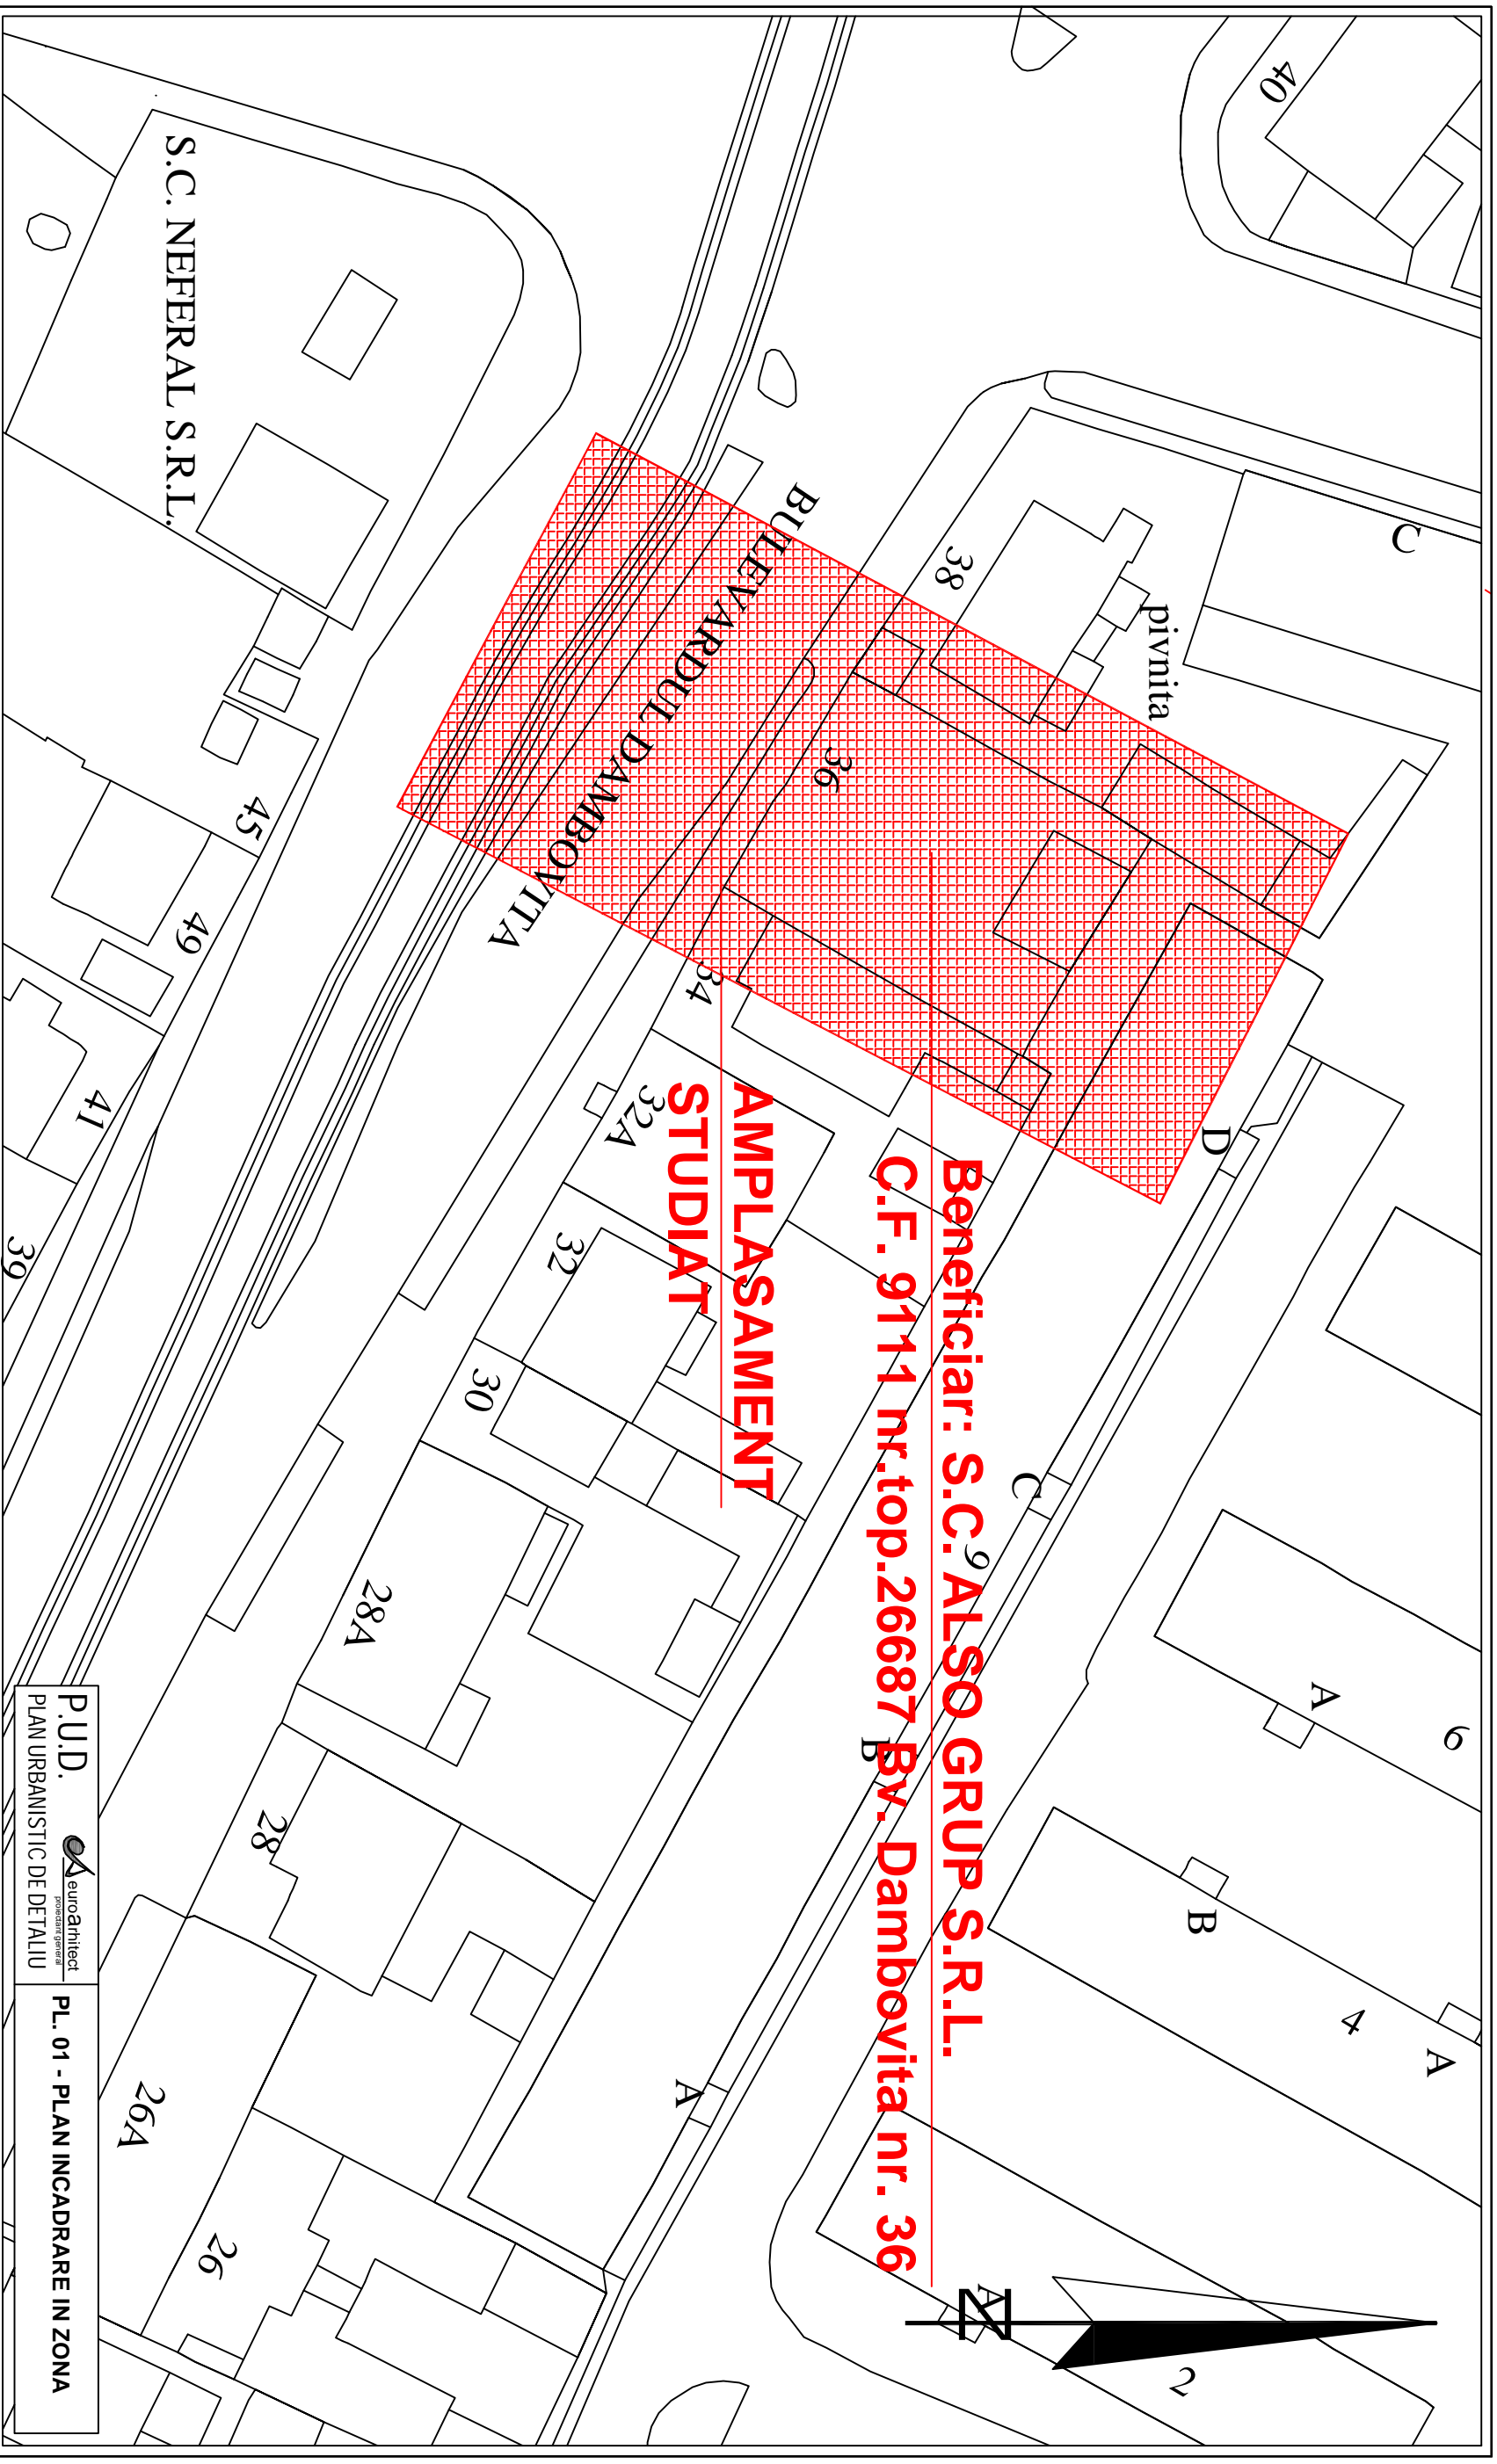 40
C
38
pivnita
S.C. NEFERAL S.R.L.
BULEVARDUL DAMBOVITA
36
34
45
49
41
39
32A
32
30
28A
28
26A
26
D
C
9
B
A
A
6
B
4
A
A
2
N
AMPLASAMENT
STUDIAT
Beneficiar: S.C. ALSO GRUP S.R.L.
C.F. 9111 nr.top.26687 Bv. Dambovita nr. 36
P.U.D.
euroarhitect
proiectant general
PLAN URBANISTIC DE DETALIU
PL. 01 - PLAN INCADRARE IN ZONA